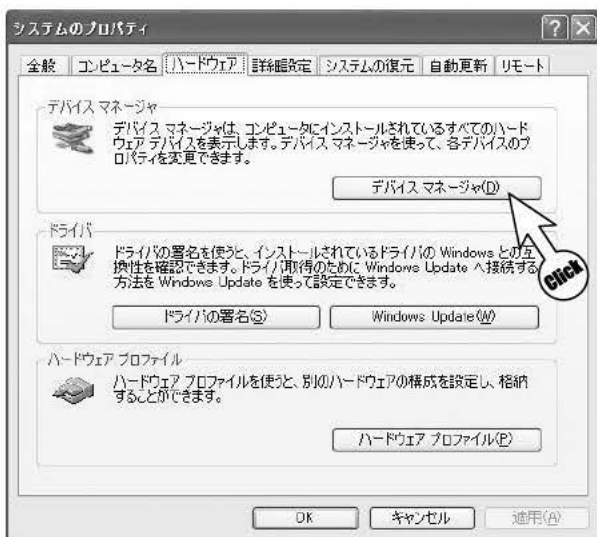 システムのプロパティ
全般 コンピュータ名 ハードウェア 詳細設定 システムの復元 自動更新 リモート
デバイス マネージャ
デバイス マネージャは、コンピュータにインストールされているすべてのハード
ウェア デバイスを表示します。デバイス マネージャを使って、各デバイスのプ
ロパティを変更できます。
デバイス マネージャ(D)
Click
ドライバ
ドライバの署名を使うと、インストールされているドライバの Windows との互
換性を確認できます。ドライバ取得のために Windows Update へ接続する
方法を Windows Update を使って設定できます。
ドライバの署名(S) Windows Update(W)
ハードウェア プロファイル
ハードウェア プロファイルを使うと、別のハードウェアの構成を設定し、格納
することができます。
ハードウェア プロファイル(P)
OK キャンセル 適用(A)